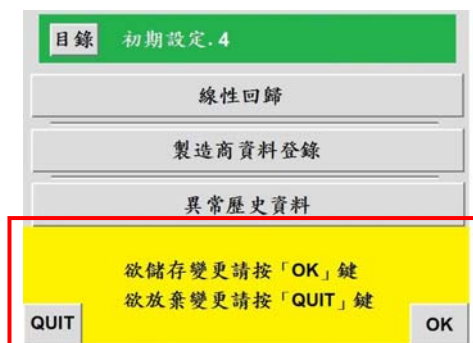 目錄 初期設定.4
線性回歸
製造商資料登錄
異常歷史資料
欲儲存變更請按「OK」鍵
欲放棄變更請按「QUIT」鍵
QUIT OK